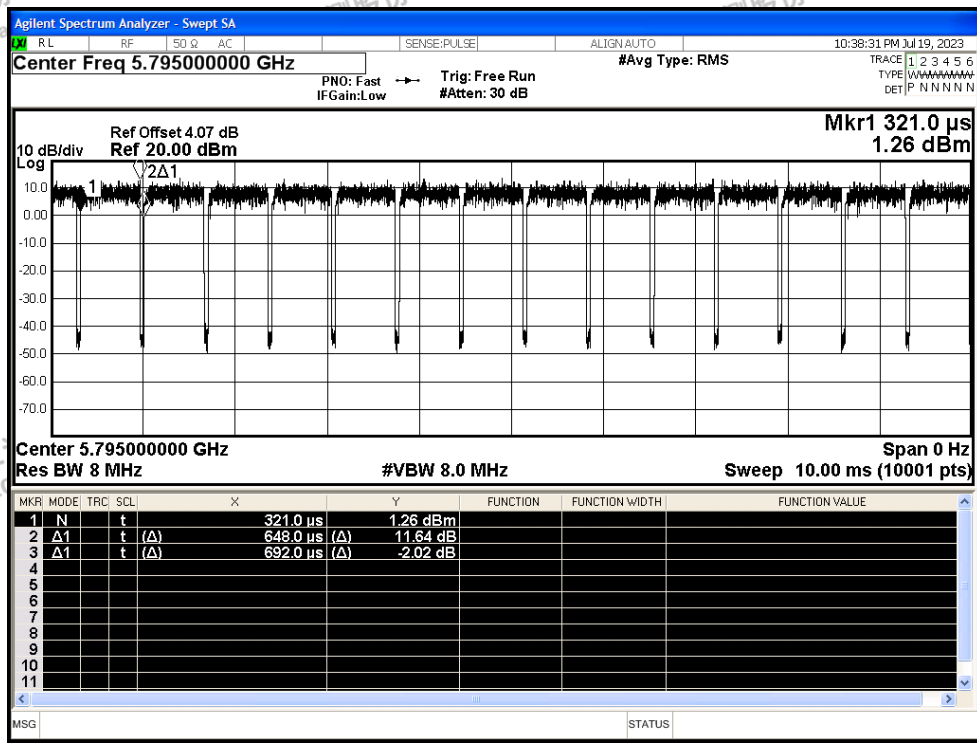 Agilent Spectrum Analyzer - Swept SA
LXI RL RF 50 Ω AC SENSE:PULSE ALIGN AUTO 10:38:31 PM Jul 19, 2023
Center Freq 5.795000000 GHz #Avg Type: RMS TRACE 1 2 3 4 5 6
PNO: Fast Trig: Free Run TYPE WWWWWW
IFGain:Low #Atten: 30 dB DET P N N N N N
Mkr1 321.0 µs
Ref Offset 4.07 dB
10 dB/div Ref 20.00 dBm 1.26 dBm
Log
2Δ1
10.0 1
0.00
-10.0
-20.0
-30.0
-40.0
-50.0
-60.0
-70.0
Center 5.795000000 GHz Span 0 Hz
Res BW 8 MHz #VBW 8.0 MHz Sweep 10.00 ms (10001 pts)
MKR MODE TRC SCL X Y FUNCTION FUNCTION WIDTH FUNCTION VALUE
1 N t 321.0 µs 1.26 dBm
2 Δ1 t (Δ) 648.0 µs (Δ) 11.64 dB
3 Δ1 t (Δ) 692.0 µs (Δ) -2.02 dB
4
5
6
7
8
9
10
11
MSG STATUS